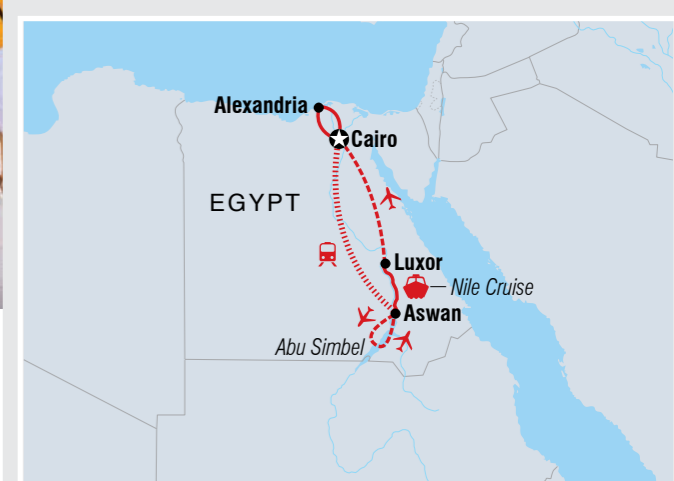 Alexandria
Cairo
EGYPT
Luxor
Nile Cruise
Aswan
Abu Simbel